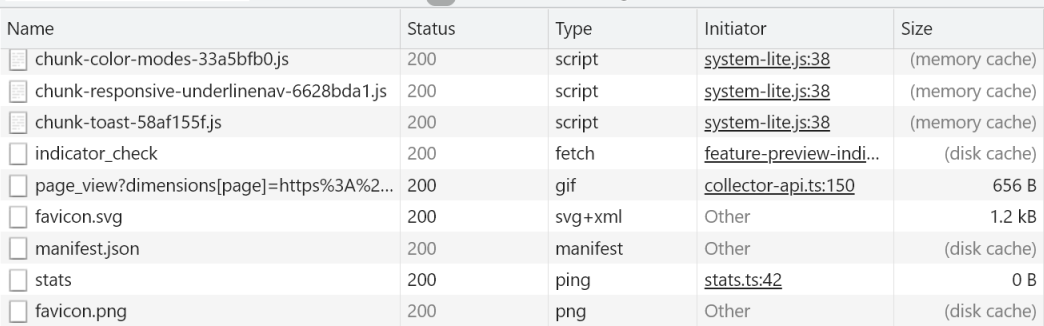 Name Status Type Initiator Size
chunk-color-modes-33a5bfb0.js 200 script system-lite.js:38 (memory cache)
chunk-responsive-underlinenav-6628bda1.js 200 script system-lite.js:38 (memory cache)
chunk-toast-58af155f.js 200 script system-lite.js:38 (memory cache)
indicator_check 200 fetch feature-preview-indi... (disk cache)
page_view?dimensions[page]=https%3A%2... 200 gif collector-api.ts:150 656 B
favicon.svg 200 svg+xml Other 1.2 kB
manifest.json 200 manifest Other (disk cache)
stats 200 ping stats.ts:42 0 B
favicon.png 200 png Other (disk cache)